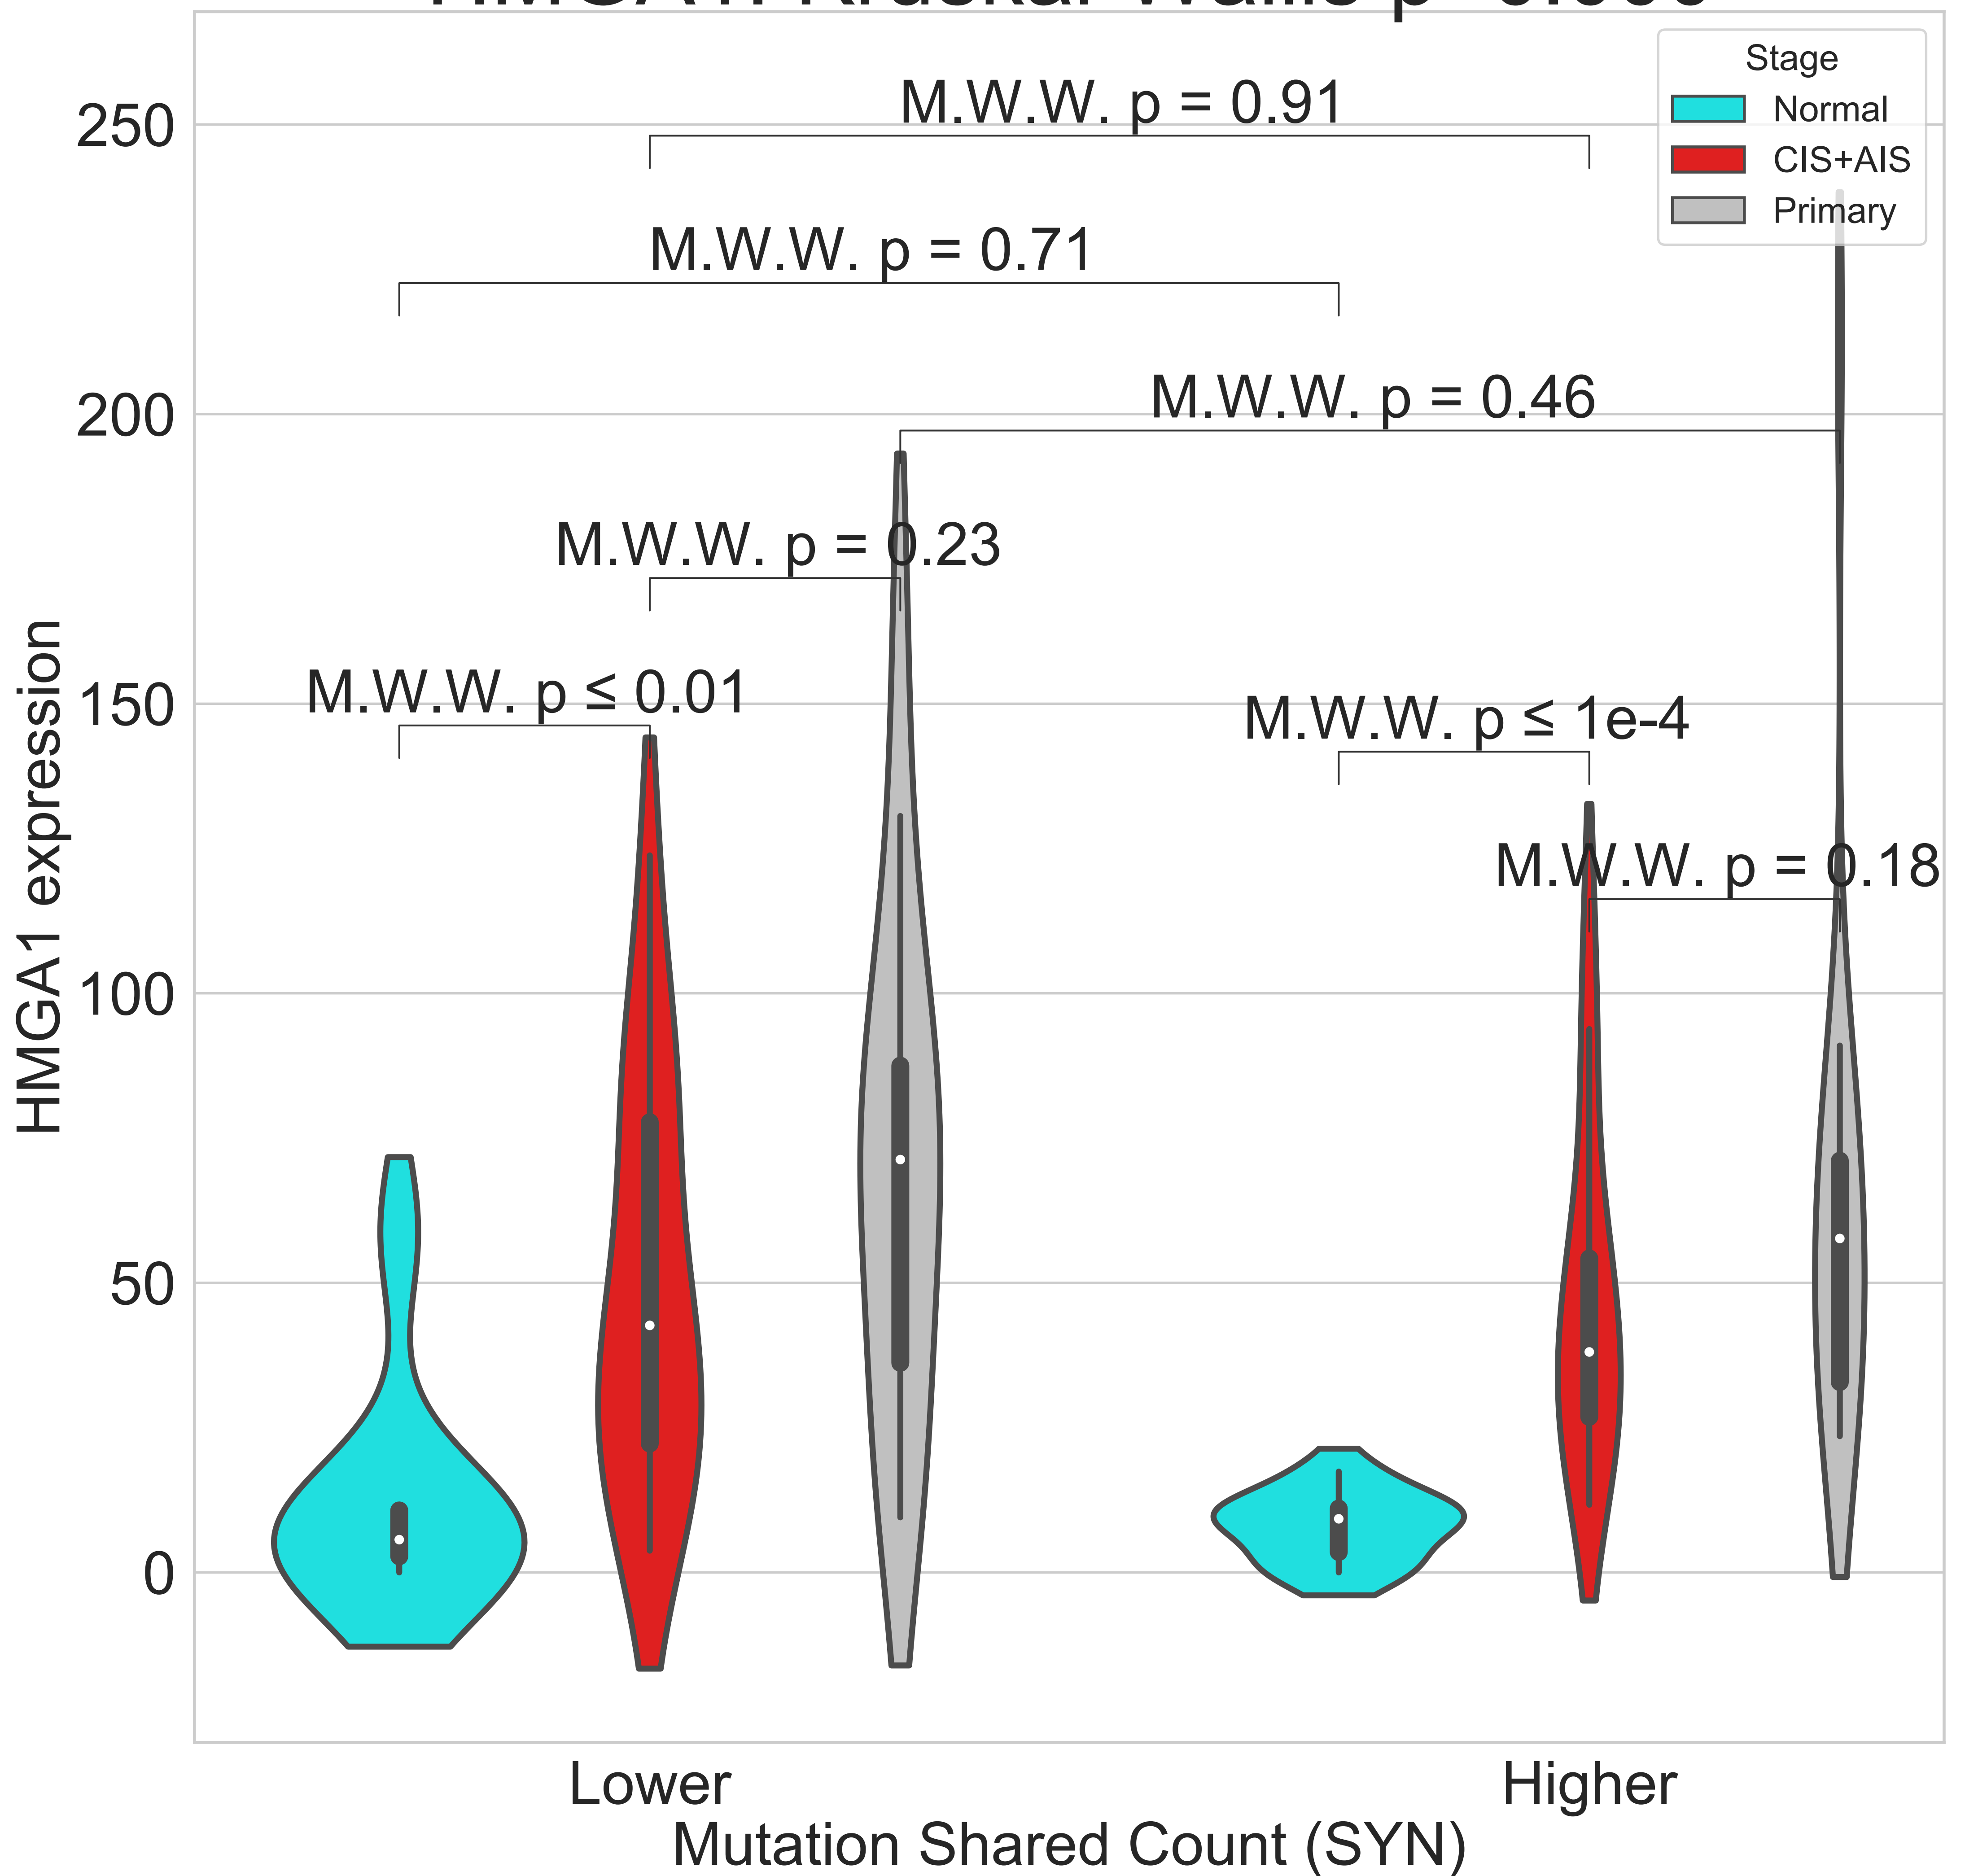 Stage
Normal
CIS+AIS
Primary
M.W.W. p = 0.91
M.W.W. p = 0.71
M.W.W. p = 0.46
M.W.W. p = 0.23
M.W.W. p ≤ 0.01
M.W.W. p ≤ 1e-4
M.W.W. p = 0.18
250
200
150
100
50
0
HMGA1 expression
Lower
Higher
Mutation Shared Count (SYN)